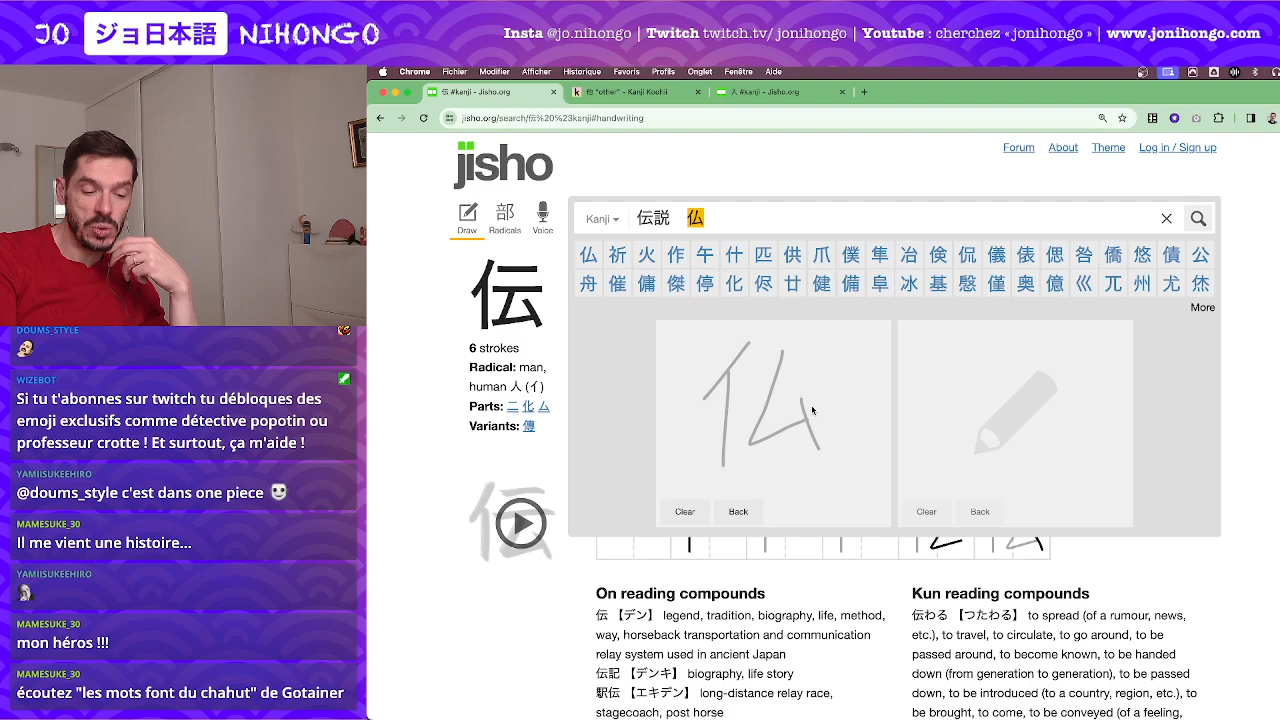 JO ジョ日本語 NIHONGO
Insta @jo.nihongo | Twitch twitch.tv/ jonihongo | Youtube : cherchez « jonihongo » | www.jonihongo.com
Chrome Fichier Modifier Afficher Historique Favoris Profils Onglet Fenêtre Aide
伝 #kanji - Jisho.org
他 "other" - Kanji Koohii
人 #kanji - Jisho.org
jisho.org/search/伝%20%23kanji#handwriting
jisho
Forum About Theme Log in / Sign up
Draw Radicals Voice
Kanji 伝説 仏
仏 祈 火 作 午 什 匹 供 爪 僕 隼 冶 倹 侃 儀 俵 偲 咎 僑 悠 債 公
舟 催 傭 傑 停 化 侭 廿 健 備 阜 氷 基 慇 僅 奥 億 巛 兀 州 尤 烋
More
伝
6 strokes
Radical: man,
human 人 (亻)
Parts: 二 化 ム
Variants: 傳
仏
Clear Back
Clear Back
伝
On reading compounds
伝 【デン】 legend, tradition, biography, life, method,
way, horseback transportation and communication
relay system used in ancient Japan
伝記 【デンキ】 biography, life story
駅伝 【エキデン】 long-distance relay race,
stagecoach, post horse
Kun reading compounds
伝わる 【つたわる】 to spread (of a rumour, news,
etc.), to travel, to circulate, to go around, to be
passed around, to become known, to be handed
down (from generation to generation), to be passed
down, to be introduced (to a country, region, etc.), to
be brought, to come, to be conveyed (of a feeling,
DOUMS_STYLE
WIZEBOT
Si tu t'abonnes sur twitch tu débloques des
emoji exclusifs comme détective popotin ou
professeur crotte ! Et surtout, ça m'aide !
YAMIISUKEEHIRO
@doums_style c'est dans one piece
MAMESUKE_30
Il me vient une histoire...
YAMIISUKEEHIRO
MAMESUKE_30
mon héros !!!
MAMESUKE_30
écoutez "les mots font du chahut" de Gotainer